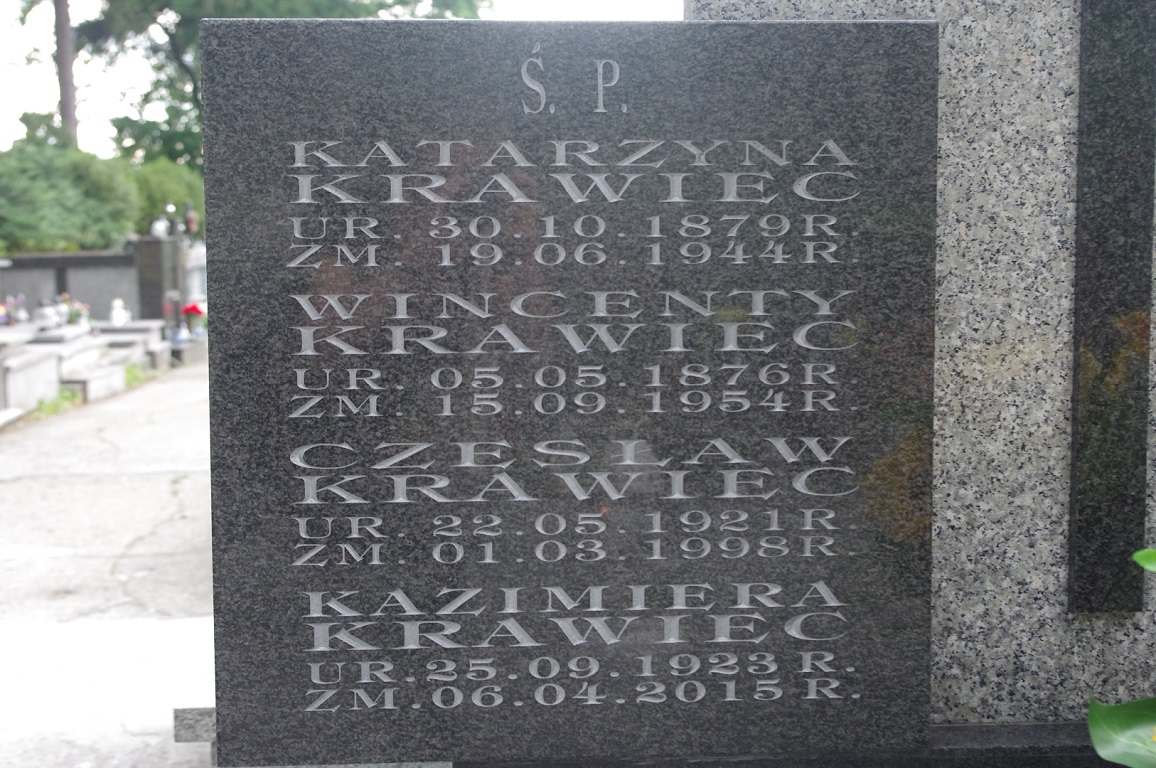 Ś. P.
KATARZYNA
KRAWIEC
UR. 30.10.1879R.
ZM. 19.06.1944R.
WINCENTY
KRAWIEC
UR. 05.05.1876R.
ZM. 15.09.1954R.
CZESŁAW
KRAWIEC
UR. 22.05.1921R.
ZM. 01.03.1998R.
KAZIMIERA
KRAWIEC
UR.25.09.1923R.
ZM.06.04.2015R.